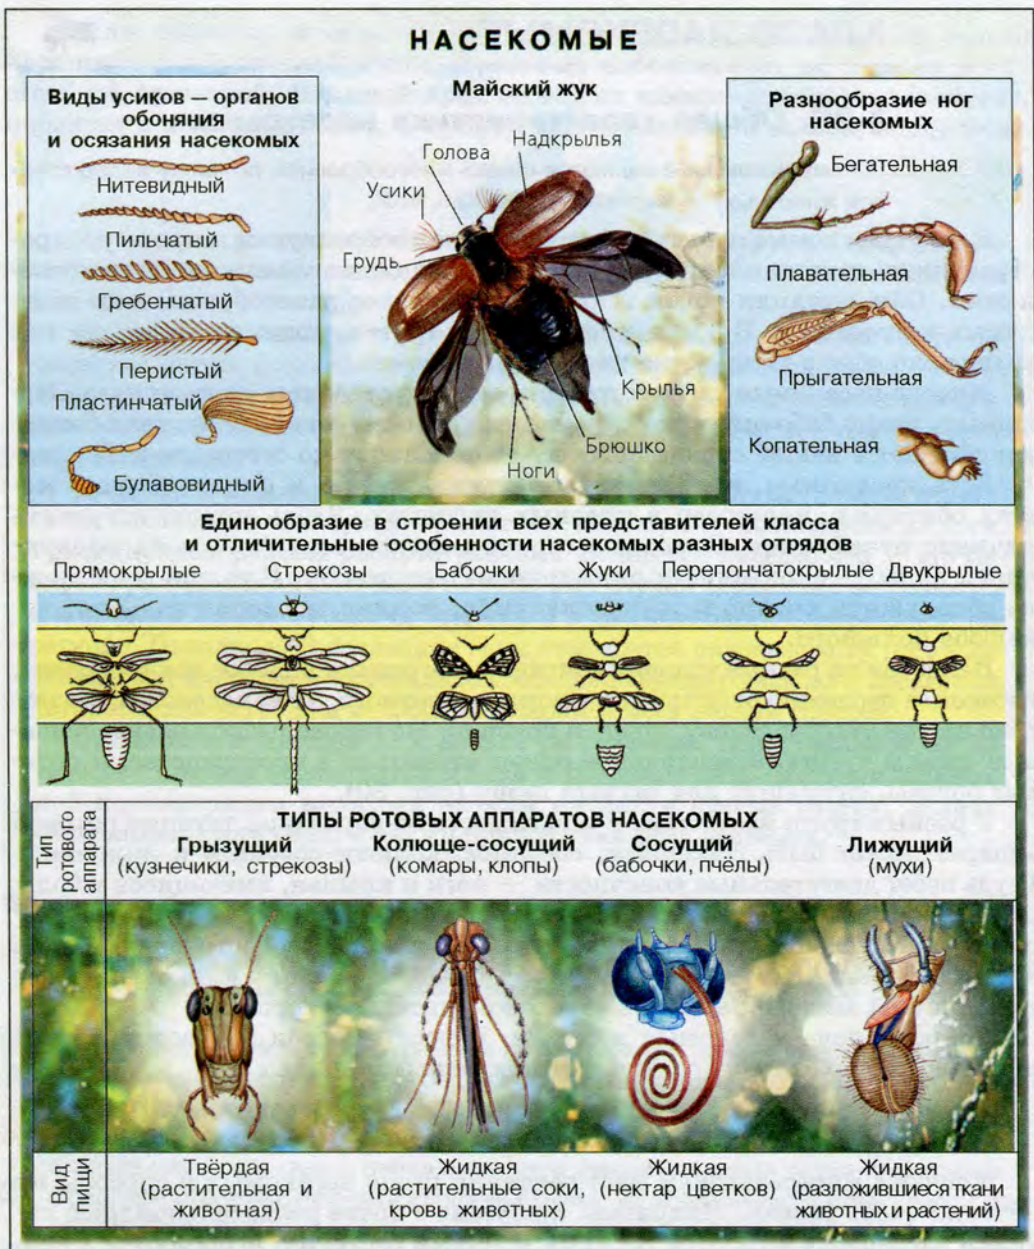 НАСЕКОМЫЕ
Виды усиков — органов
обоняния
и осязания насекомых
Нитевидный
Пильчатый
Гребенчатый
Перистый
Пластинчатый
Булавовидный
Майский жук
Голова
Надкрылья
Усики
Грудь
Крылья
Брюшко
Ноги
Разнообразие ног
насекомых
Бегательная
Плавательная
Прыгательная
Копательная
Единообразие в строении всех представителей класса
и отличительные особенности насекомых разных отрядов
Прямокрылые Стрекозы Бабочки Жуки Перепончатокрылые Двукрылые
Тип
ротового
аппарата
ТИПЫ РОТОВЫХ АППАРАТОВ НАСЕКОМЫХ
Грызущий
(кузнечики, стрекозы)
Колюще-сосущий
(комары, клопы)
Сосущий
(бабочки, пчёлы)
Лижущий
(мухи)
Вид
пищи
Твёрдая
(растительная и
животная)
Жидкая
(растительные соки,
кровь животных)
Жидкая
(нектар цветков)
Жидкая
(разложившиеся ткани
животных и растений)